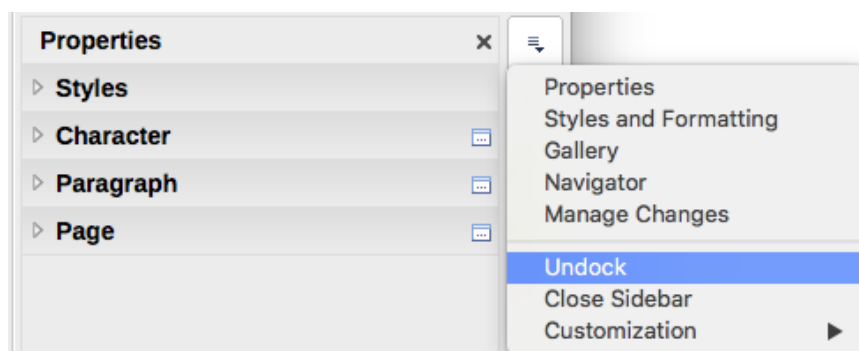 Properties
Styles
Character
Paragraph
Page
Properties
Styles and Formatting
Gallery
Navigator
Manage Changes
Undock
Close Sidebar
Customization